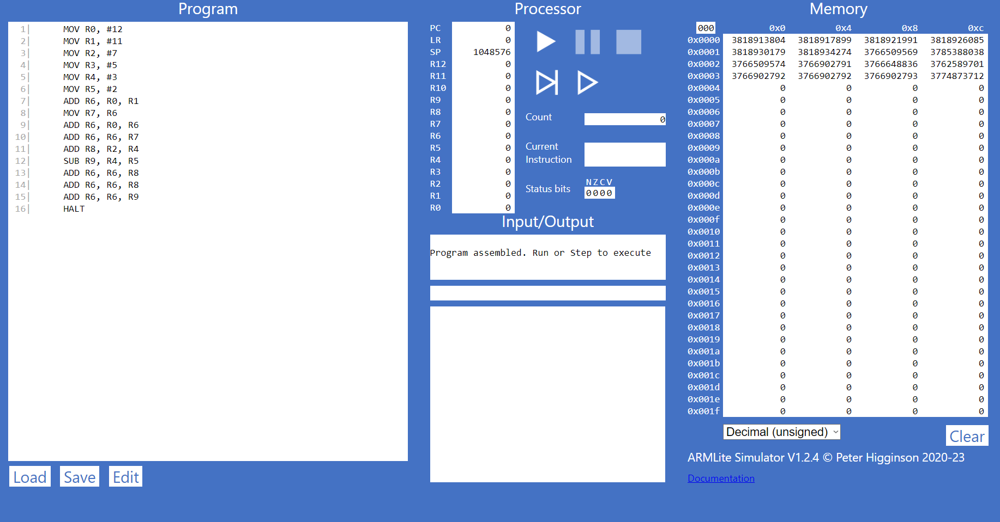 Program
1| MOV R0, #12
2| MOV R1, #11
3| MOV R2, #7
4| MOV R3, #5
5| MOV R4, #3
6| MOV R5, #2
7| ADD R6, R0, R1
8| MOV R7, R6
9| ADD R6, R0, R6
10| ADD R6, R6, R7
11| ADD R8, R2, R4
12| SUB R9, R4, R5
13| ADD R6, R6, R8
14| ADD R6, R6, R8
15| ADD R6, R6, R9
16| HALT
Load Save Edit
Processor
PC 0
LR 0
SP 1048576
R12 0
R11 0
R10 0
R9 0
R8 0
R7 0
R6 0
R5 0
R4 0
R3 0
R2 0
R1 0
R0 0
Count 0
Current
Instruction
NZCV
Status bits 0000
Input/Output
Program assembled. Run or Step to execute
Memory
000 0x0 0x4 0x8 0xc
0x0000 3818913804 3818917899 3818921991 3818926085
0x0001 3818930179 3818934274 3766509569 3785388038
0x0002 3766509574 3766902791 3766648836 3762589701
0x0003 3766902792 3766902792 3766902793 3774873712
0x0004 0 0 0 0
0x0005 0 0 0 0
0x0006 0 0 0 0
0x0007 0 0 0 0
0x0008 0 0 0 0
0x0009 0 0 0 0
0x000a 0 0 0 0
0x000b 0 0 0 0
0x000c 0 0 0 0
0x000d 0 0 0 0
0x000e 0 0 0 0
0x000f 0 0 0 0
0x0010 0 0 0 0
0x0011 0 0 0 0
0x0012 0 0 0 0
0x0013 0 0 0 0
0x0014 0 0 0 0
0x0015 0 0 0 0
0x0016 0 0 0 0
0x0017 0 0 0 0
0x0018 0 0 0 0
0x0019 0 0 0 0
0x001a 0 0 0 0
0x001b 0 0 0 0
0x001c 0 0 0 0
0x001d 0 0 0 0
0x001e 0 0 0 0
0x001f 0 0 0 0
Decimal (unsigned) Clear
ARMLite Simulator V1.2.4 © Peter Higginson 2020-23
Documentation